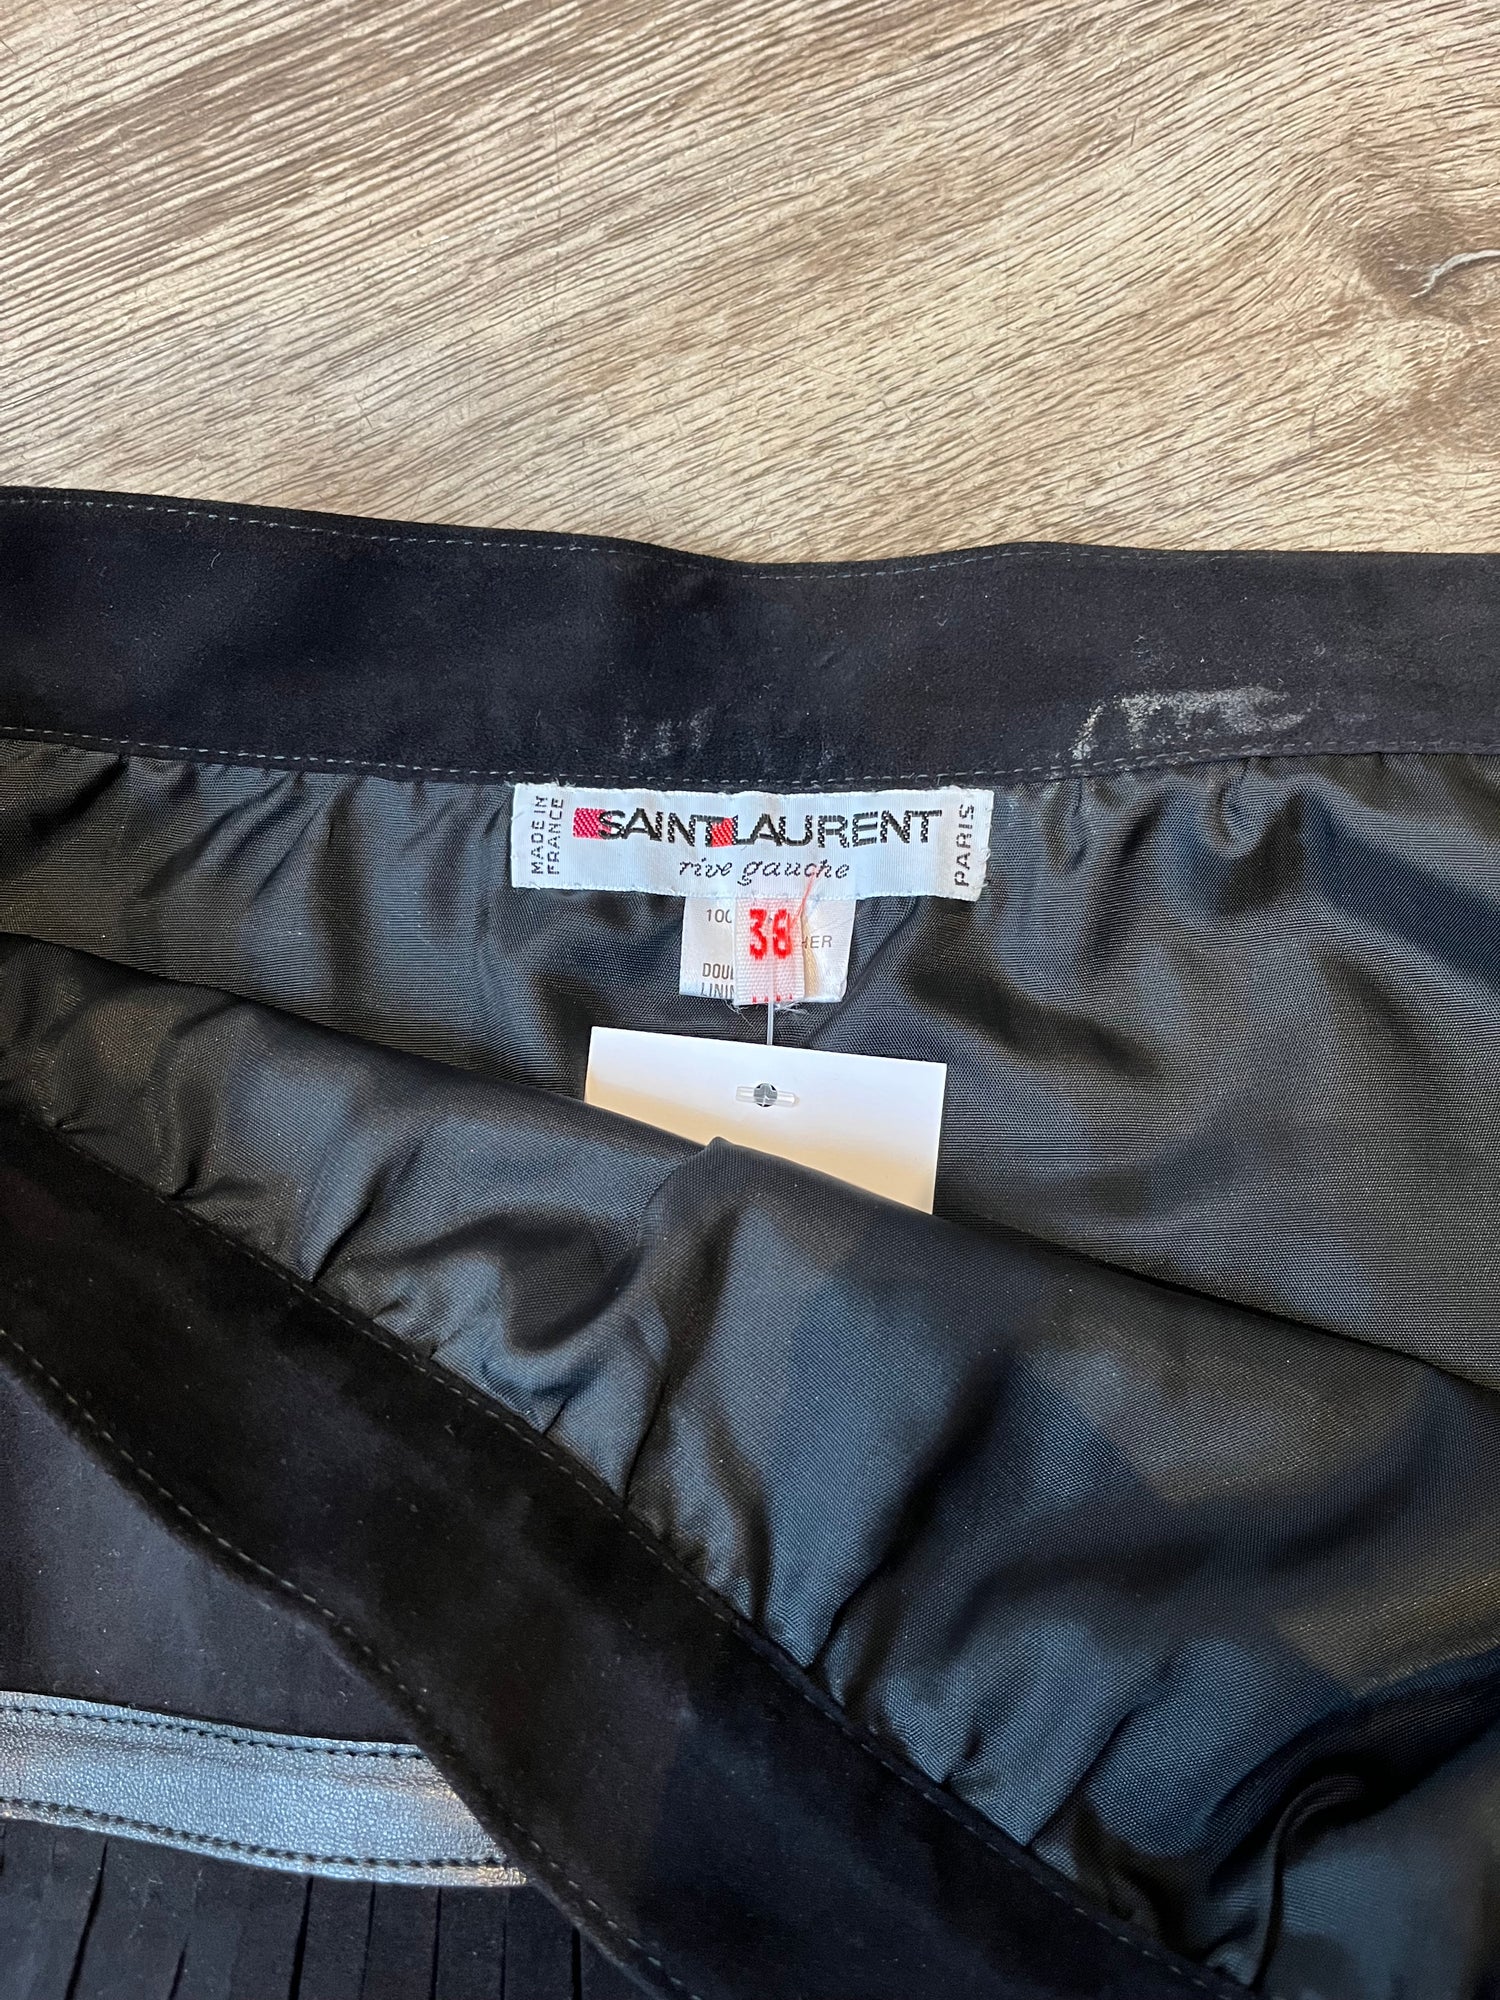 MADE IN
FRANCE
SAINT LAURENT
rive gauche
PARIS
38